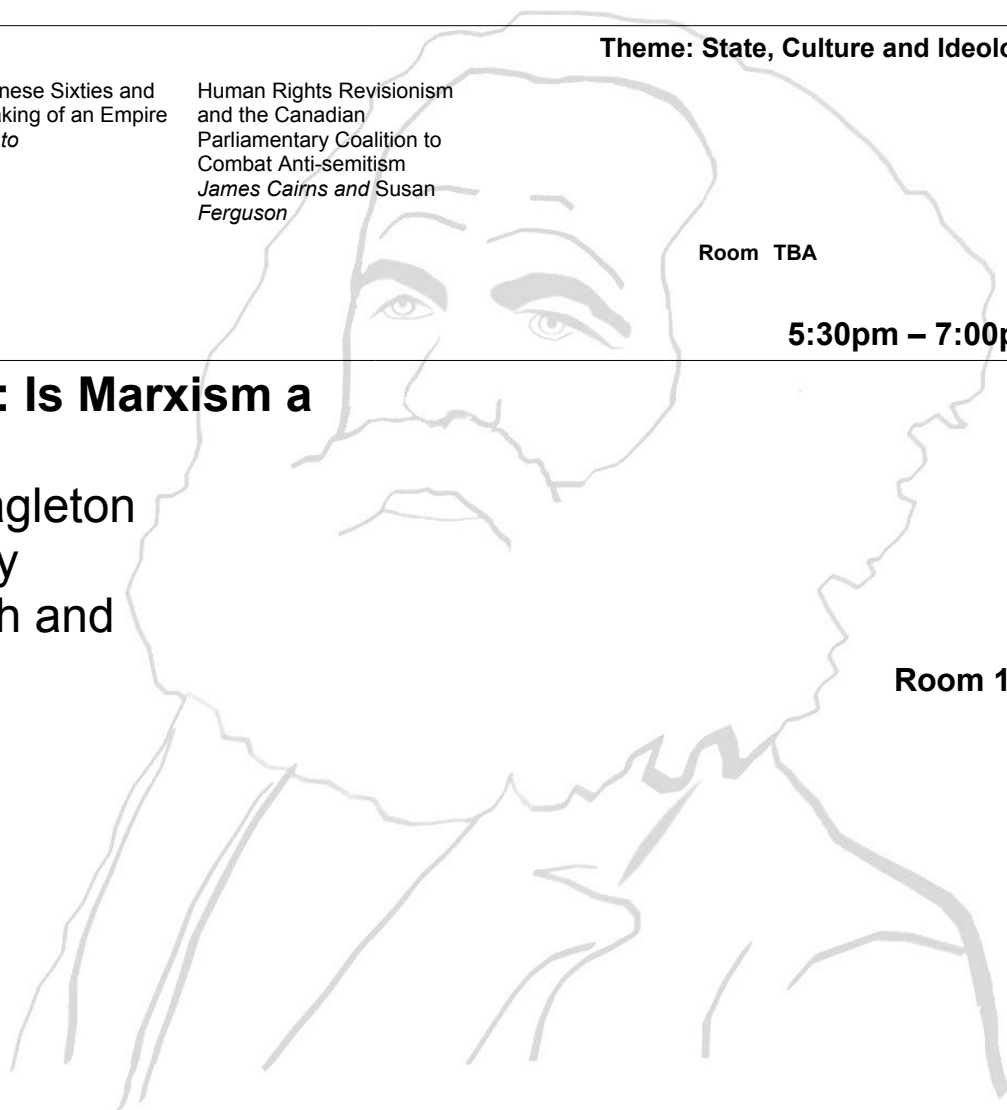 Theme: State, Culture and Ideolo
nese Sixties and
king of an Empire
to
Human Rights Revisionism
and the Canadian
Parliamentary Coalition to
Combat Anti-semitism
James Cairns and Susan
Ferguson
Room TBA
5:30pm – 7:00p
: Is Marxism a
gleton
y
h and
Room 1